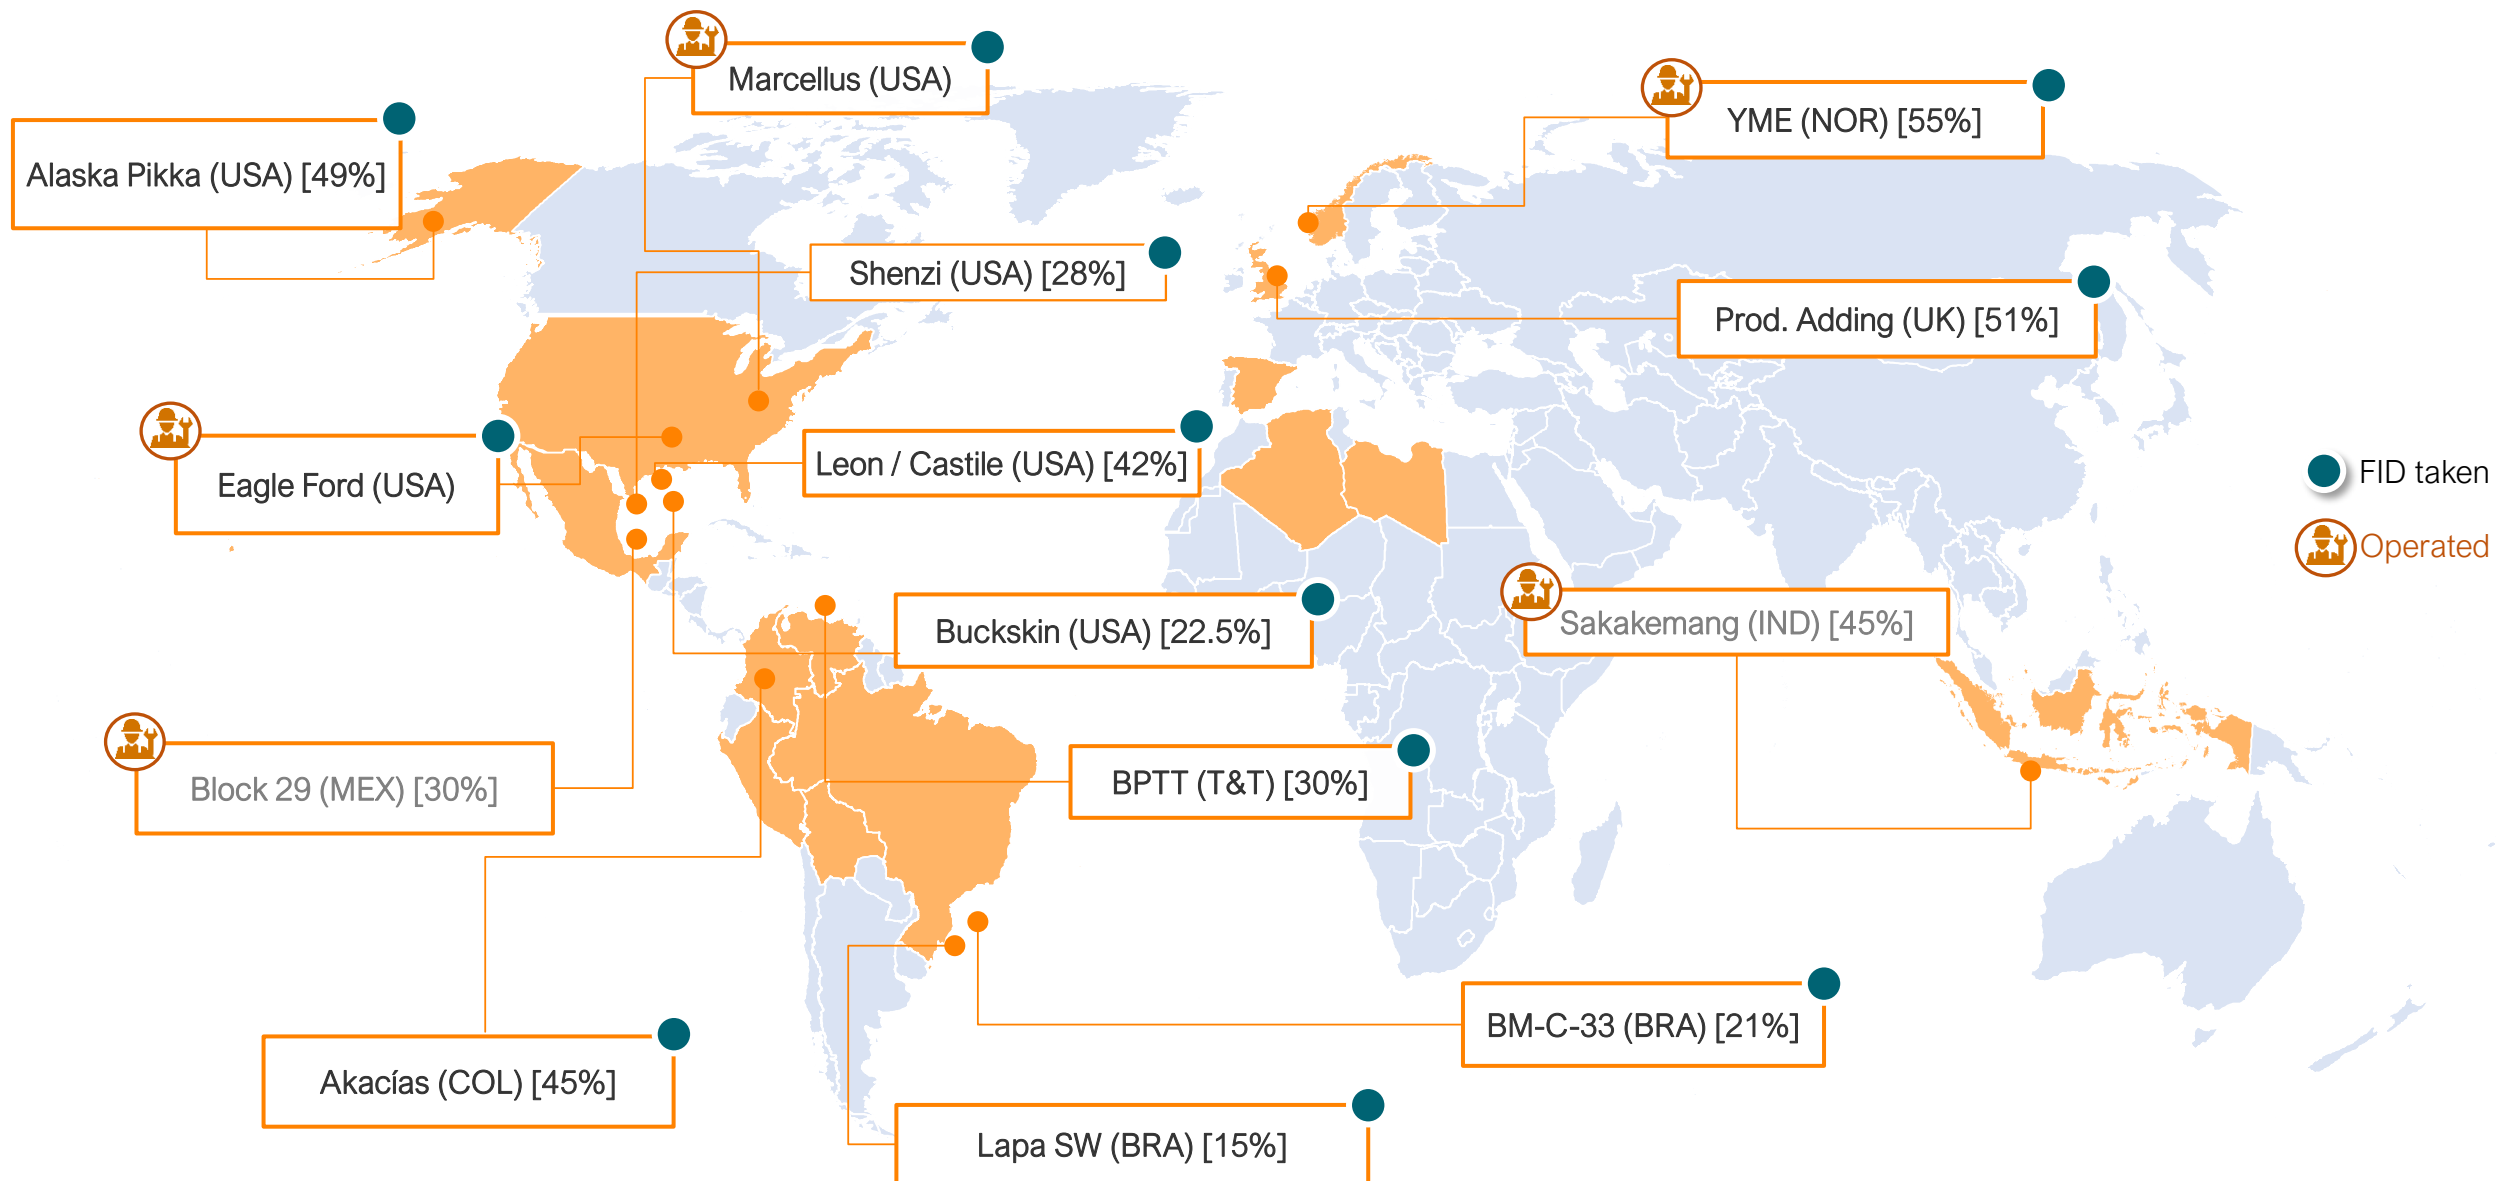 Marcellus (USA)
YME (NOR) [55%]
Alaska Pikka (USA) [49%]
Shenzi (USA) [28%]
Prod. Adding (UK) [51%]
Leon / Castile (USA) [42%]
Eagle Ford (USA)
FID taken
Operated
Buckskin (USA) [22.5%]
Sakakemang (IND) [45%]
BPTT (T&T) [30%]
Block 29 (MEX) [30%]
BM-C-33 (BRA) [21%]
Akacías (COL) [45%]
Lapa SW (BRA) [15%]